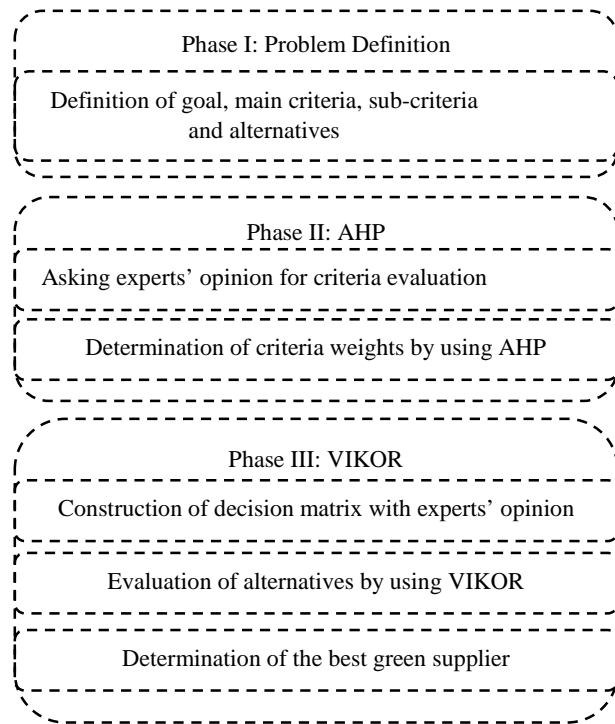 Phase I: Problem Definition
Definition of goal, main criteria, sub-criteria
and alternatives
Phase II: AHP
Asking experts’ opinion for criteria evaluation
Determination of criteria weights by using AHP
Phase III: VIKOR
Construction of decision matrix with experts’ opinion
Evaluation of alternatives by using VIKOR
Determination of the best green supplier